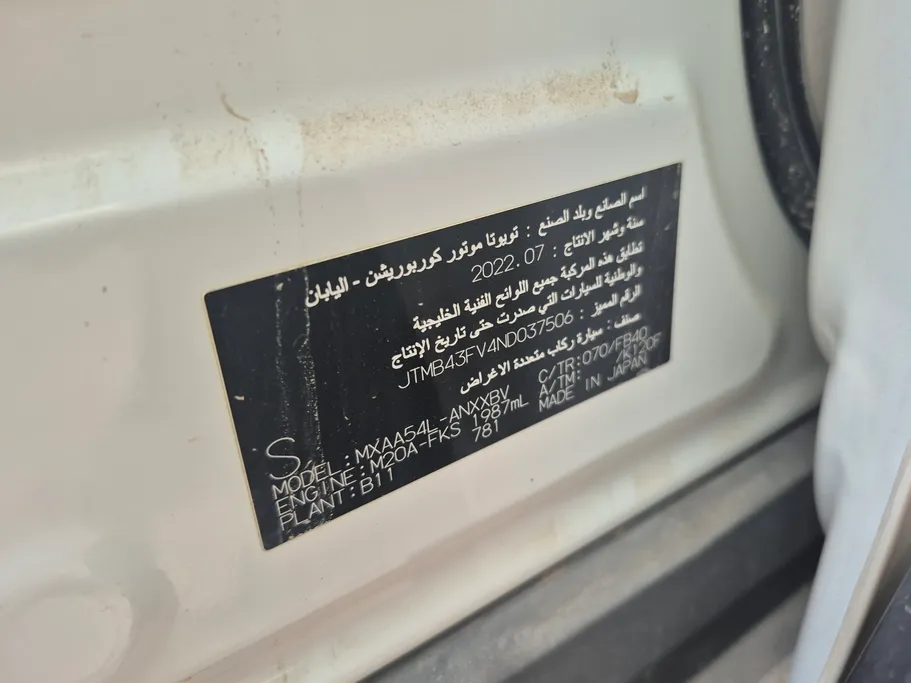 اسم الصانع وبلد الصنع : تويوتا موتور كوربوريشن - اليابان
سنة وشهر الانتاج : 2022.07
تطابق هذه المركبة جميع اللوائح الفنية الخليجية
والوطنية للسيارات التي صدرت حتى تاريخ الإنتاج
الرقم المميز : JTMB43FV4ND037506
صنف : سيارة ركاب متعددة الاغراض
S
MODEL:MXAA54L-ANXXBV C/TR:070/FB40
ENGINE:M20A-FKS 1987mL A/TM: /K120F
PLANT:B11 781 MADE IN JAPAN